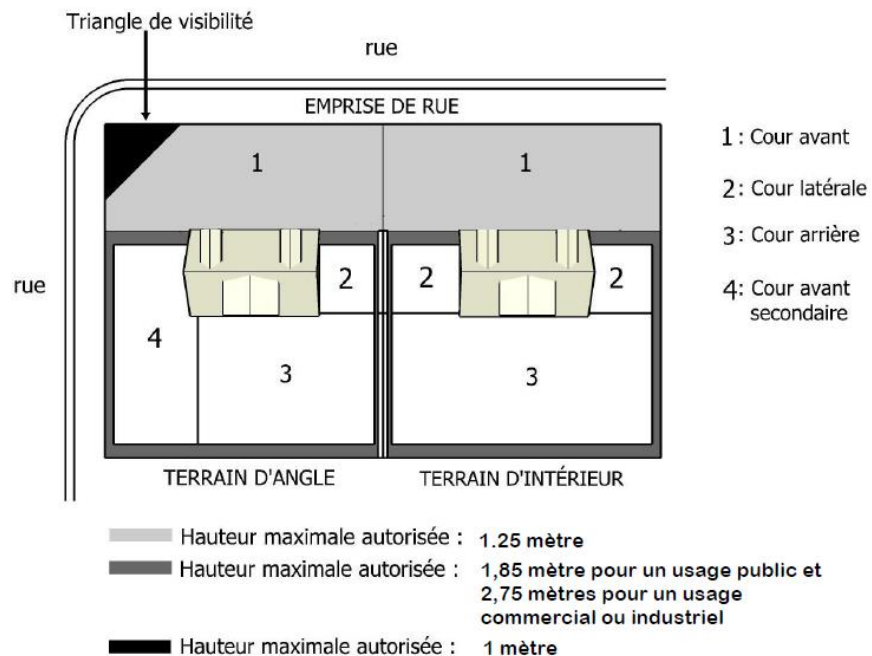 Triangle de visibilité
rue
EMPRISE DE RUE
1
1
1: Cour avant
2: Cour latérale
3: Cour arrière
4: Cour avant
secondaire
rue
2
2
2
4
3
3
TERRAIN D'ANGLE
TERRAIN D'INTÉRIEUR
Hauteur maximale autorisée : 1.25 mètre
Hauteur maximale autorisée : 1,85 mètre pour un usage public et
2,75 mètres pour un usage
commercial ou industriel
Hauteur maximale autorisée : 1 mètre